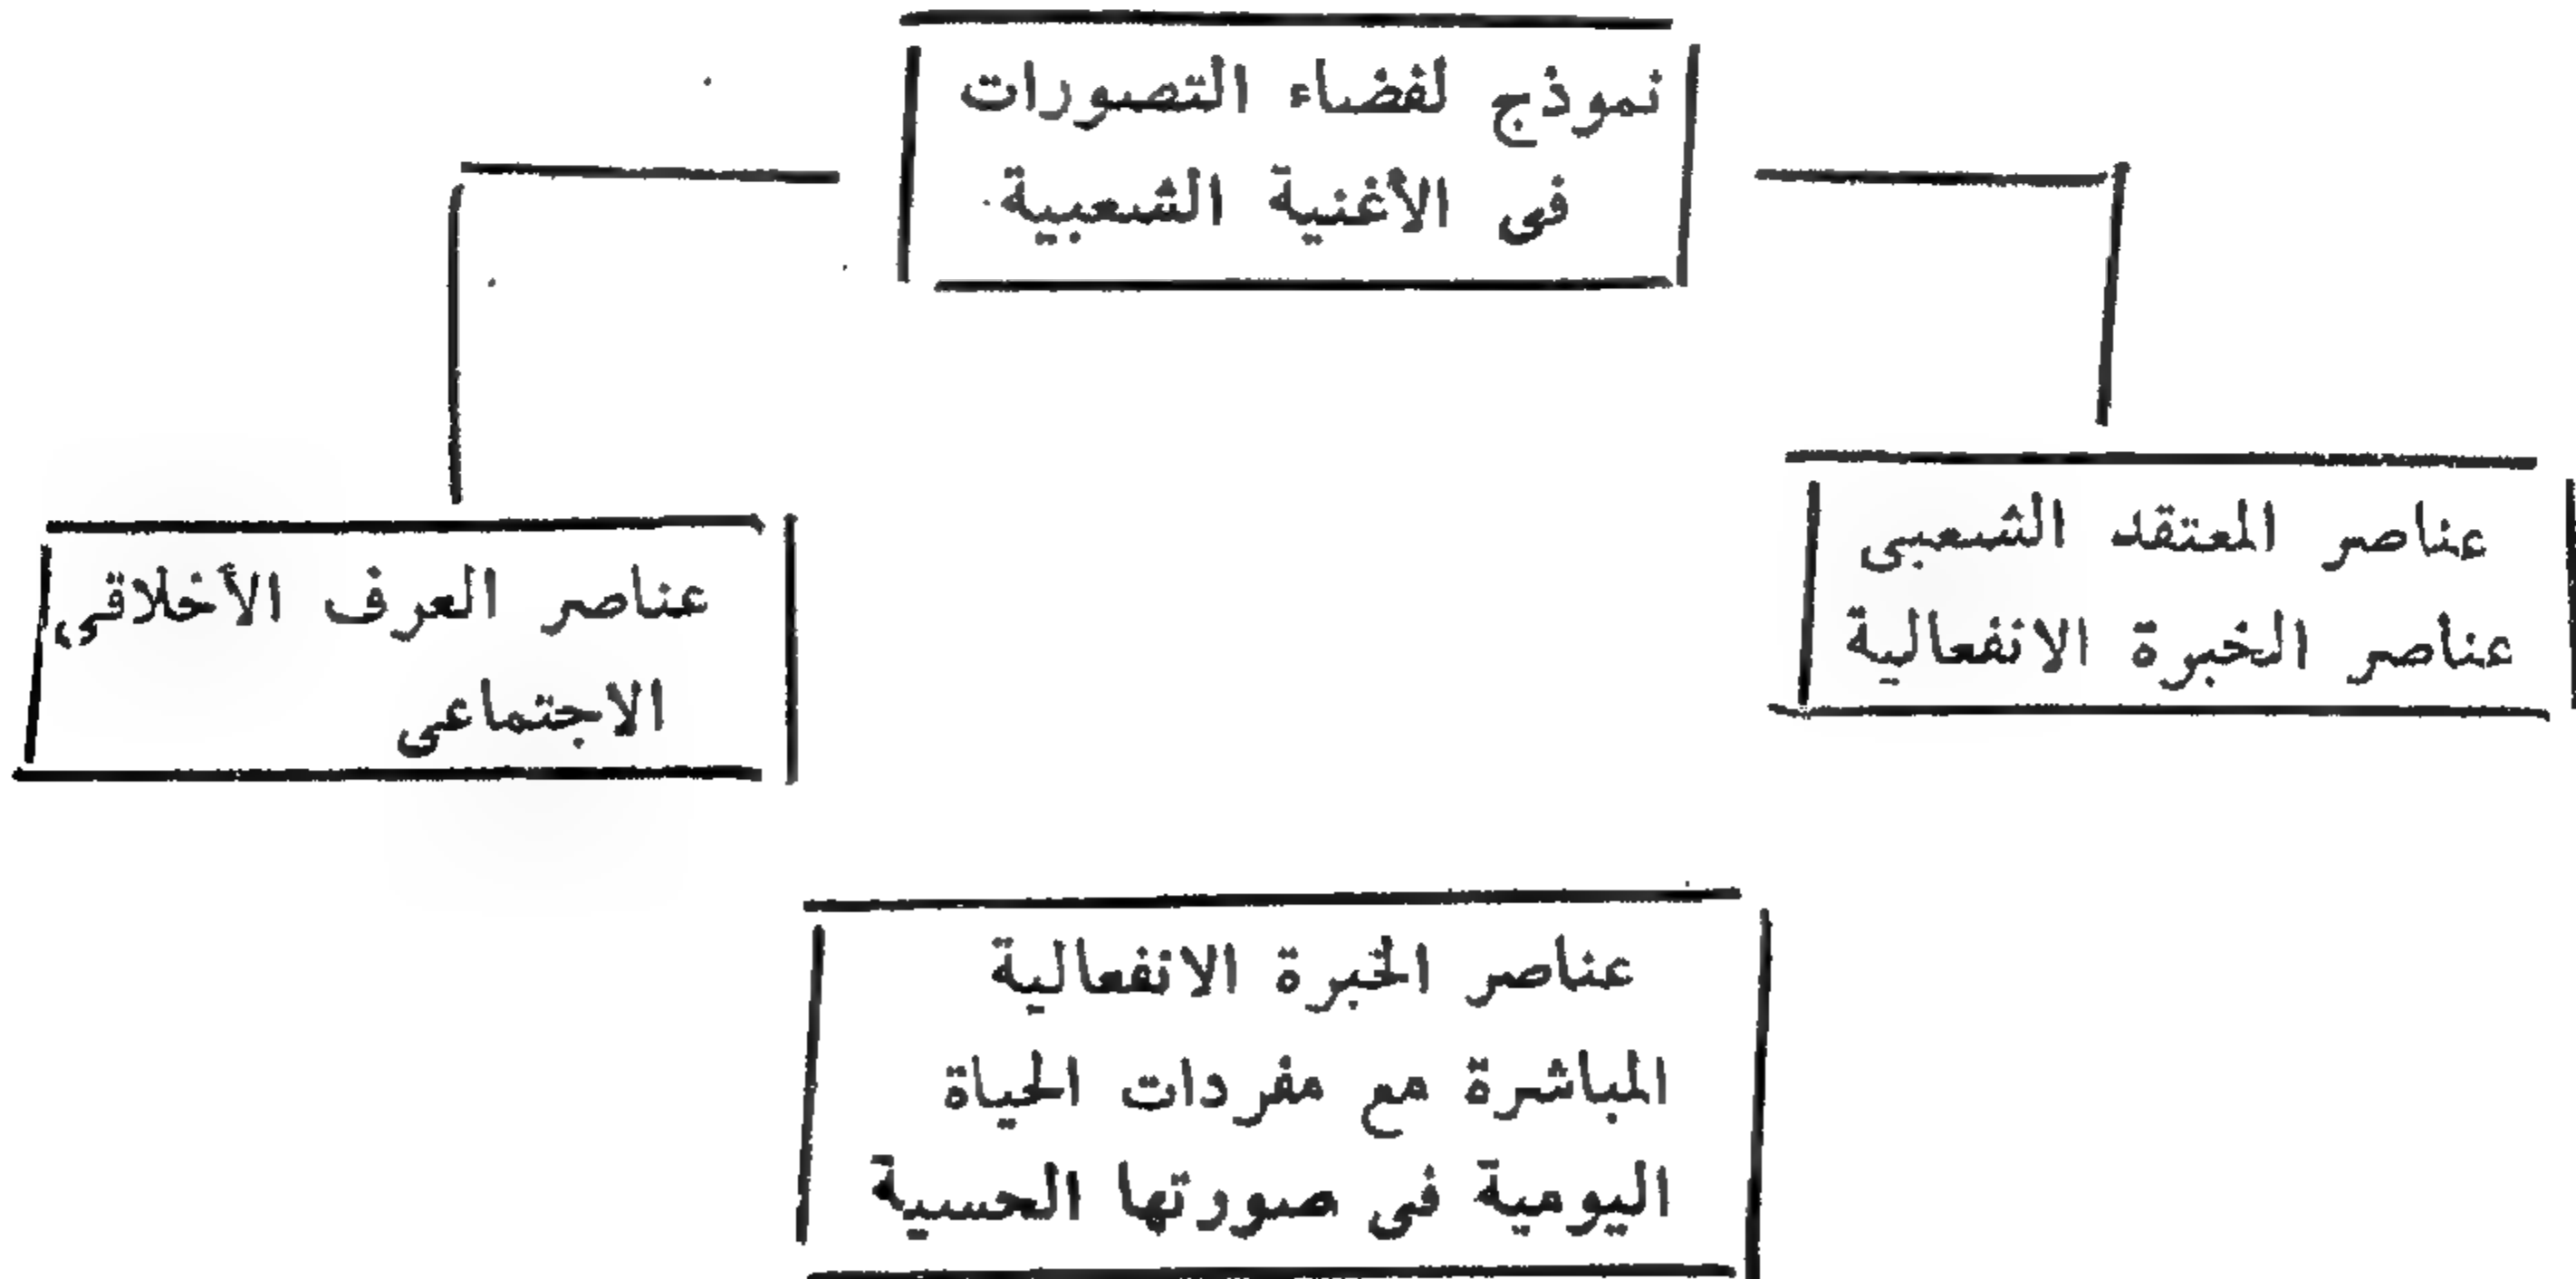 نموذج لفضاء التصورات
فى الأغنية الشعبية
عناصر المعتقد الشعبى
عناصر الخبرة الانفعالية
عناصر العرف الأخلاقى
الاجتماعى
عناصر الخبرة الانفعالية
المباشرة مع مفردات الحياة
اليومية فى صورتها الحسية